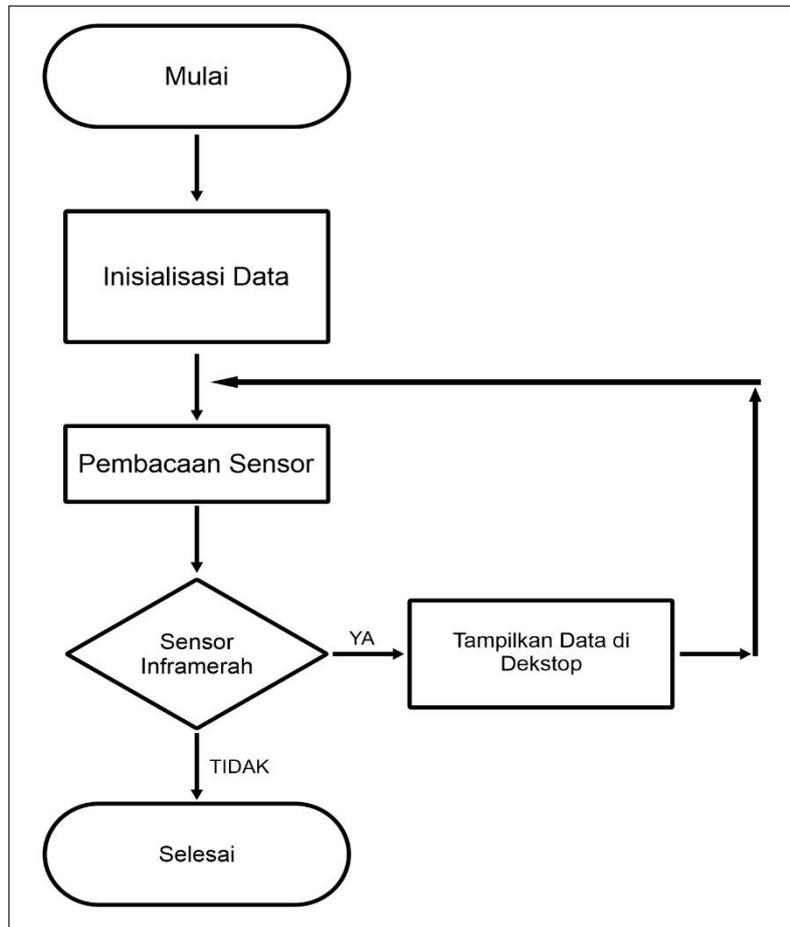 Mulai
Inisialisasi Data
Pembacaan Sensor
Sensor
Inframerah
YA
Tampilkan Data di
Dekstop
TIDAK
Selesai